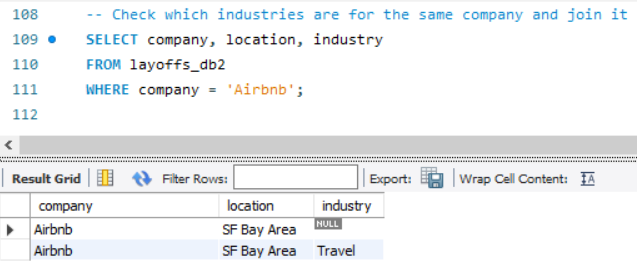 108 -- Check which industries are for the same company and join it
109 SELECT company, location, industry
110 FROM layoffs_db2
111 WHERE company = 'Airbnb';
112
Result Grid Filter Rows: Export: Wrap Cell Content: IA
company location industry
Airbnb SF Bay Area NULL
Airbnb SF Bay Area Travel